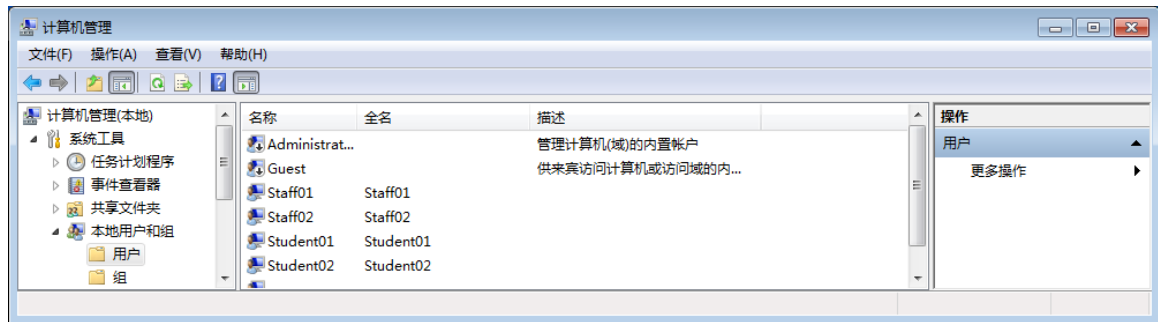 计算机管理
文件(F) 操作(A) 查看(V) 帮助(H)
计算机管理(本地)
系统工具
任务计划程序
事件查看器
共享文件夹
本地用户和组
用户
组
名称 全名 描述
Administrat... 管理计算机(域)的内置帐户
Guest 供来宾访问计算机或访问域的内...
Staff01 Staff01
Staff02 Staff02
Student01 Student01
Student02 Student02
操作
用户
更多操作